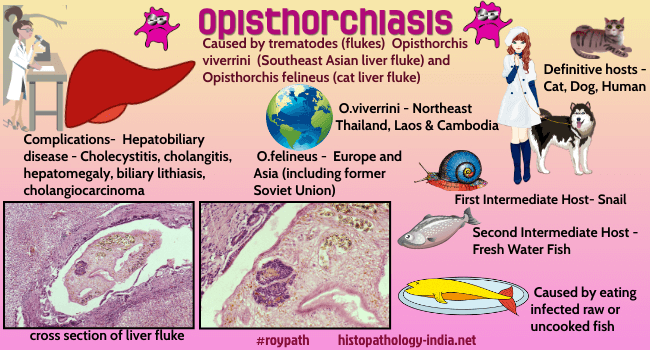 Opisthorchiasis
Caused by trematodes (flukes) Opisthorchis
viverrini (Southeast Asian liver fluke) and
Opisthorchis felineus (cat liver fluke)
Definitive hosts -
Cat, Dog, Human
O.viverrini - Northeast
Thailand, Laos & Cambodia
Complications- Hepatobiliary
disease - Cholecystitis, cholangitis,
hepatomegaly, biliary lithiasis,
cholangiocarcinoma
O.felineus - Europe and
Asia (including former
Soviet Union)
First Intermediate Host- Snail
Second Intermediate Host -
Fresh Water Fish
Caused by eating
infected raw or
uncooked fish
cross section of liver fluke
#roypath histopathology-india.net